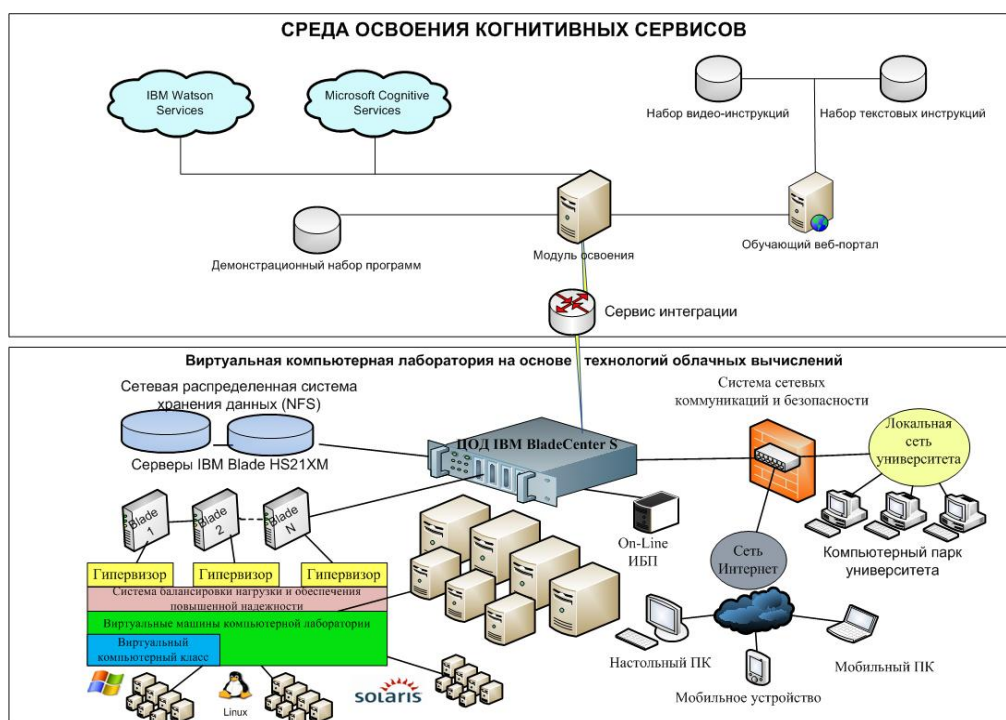 СРЕДА ОСВОЕНИЯ КОГНИТИВНЫХ СЕРВИСОВ
IBM Watson
Services
Microsoft Cognitive
Services
Набор видео-инструкций
Набор текстовых инструкций
Демонстрационный набор программ
Модуль освоения
Обучающий веб-портал
Сервис интеграции
Виртуальная компьютерная лаборатория на основе технологий облачных вычислений
Сетевая распределенная система
хранения данных (NFS)
Серверы IBM Blade HS21XM
ЦОД IBM BladeCenter S
Система сетевых
коммуникаций и безопасности
Локальная
сеть
университета
Blade
1
Blade
2
Blade
N
On-Line
ИБП
Сеть
Интернет
Компьютерный парк
университета
Гипервизор
Гипервизор
Гипервизор
Система балансировки нагрузки и обеспечения
повышенной надежности
Виртуальные машины компьютерной лаборатории
Виртуальный
компьютерный класс
Настольный ПК
Мобильный ПК
Мобильное устройство
Linux
solaris